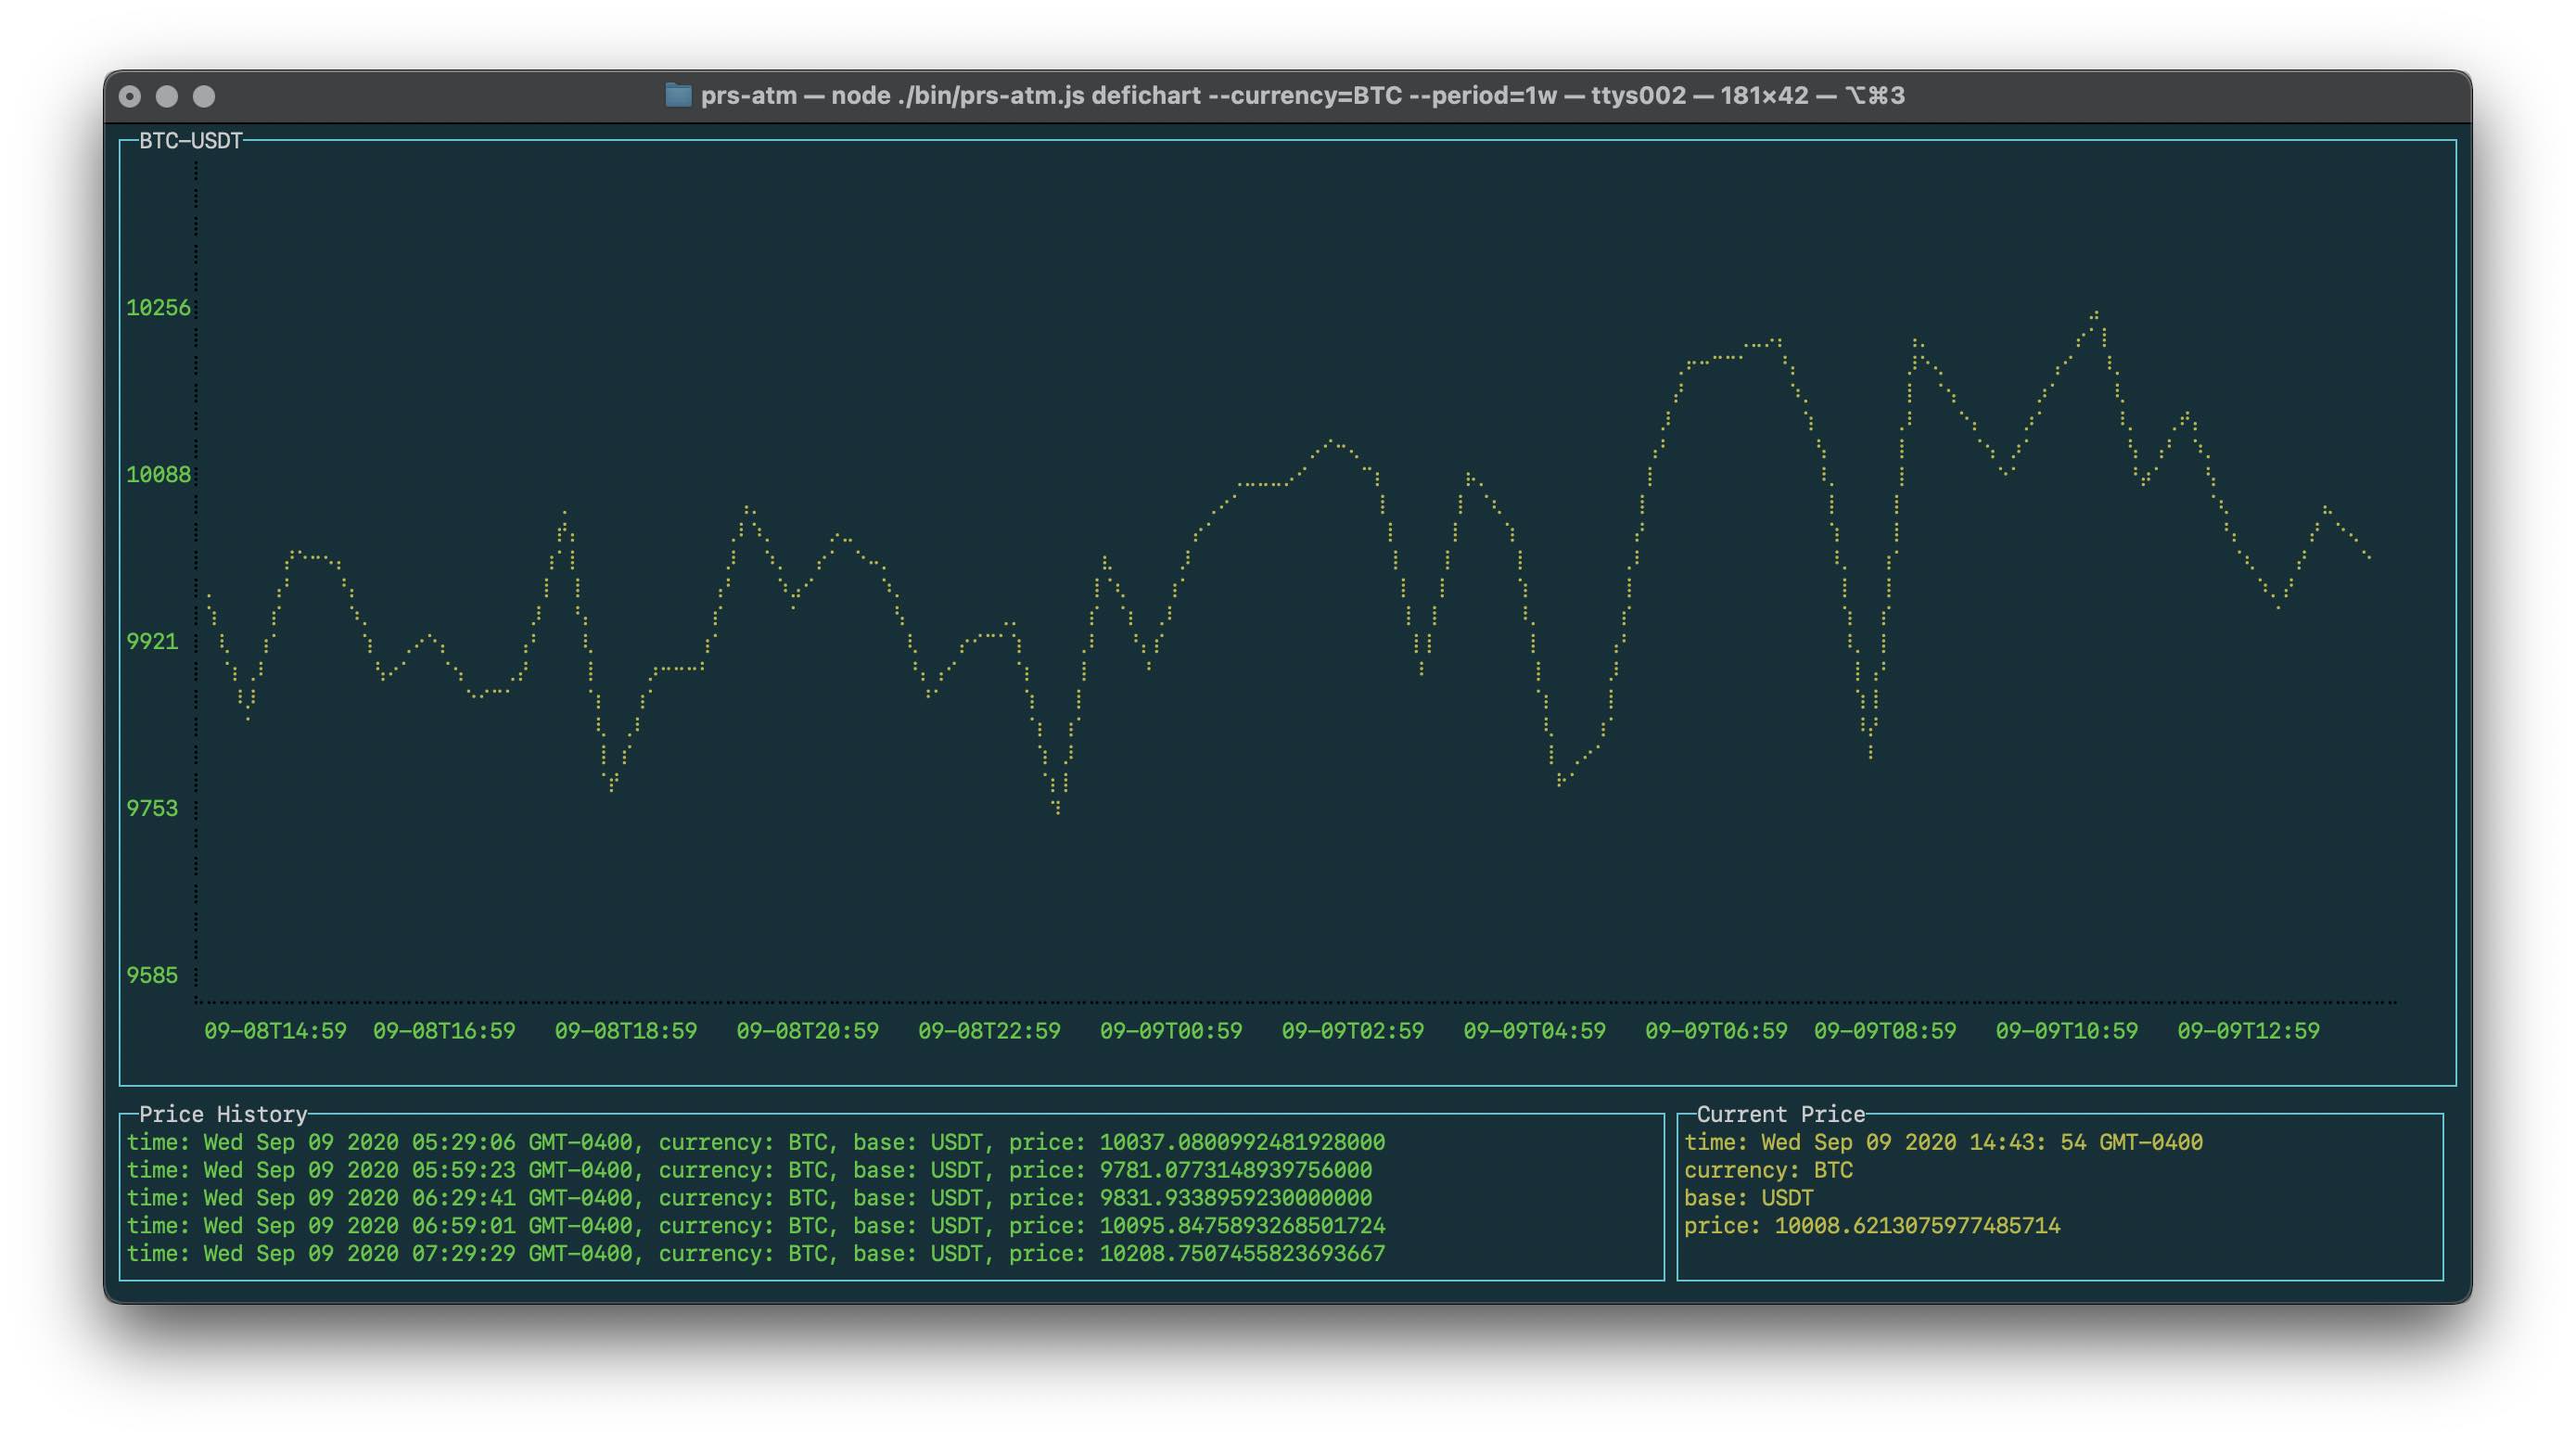 prs-atm — node ./bin/prs-atm.js defichart --currency=BTC --period=1w — ttys002 — 181×42 — ⌥⌘3
BTC—USDT
10256
10088
9921
9753
9585
09-08T14:59 09-08T16:59 09-08T18:59 09-08T20:59 09-08T22:59 09-09T00:59 09-09T02:59 09-09T04:59 09-09T06:59 09-09T08:59 09-09T10:59 09-09T12:59
Price History
time: Wed Sep 09 2020 05:29:06 GMT-0400, currency: BTC, base: USDT, price: 10037.0800992481928000
time: Wed Sep 09 2020 05:59:23 GMT-0400, currency: BTC, base: USDT, price: 9781.0773148939756000
time: Wed Sep 09 2020 06:29:41 GMT-0400, currency: BTC, base: USDT, price: 9831.9338959230000000
time: Wed Sep 09 2020 06:59:01 GMT-0400, currency: BTC, base: USDT, price: 10095.8475893268501724
time: Wed Sep 09 2020 07:29:29 GMT-0400, currency: BTC, base: USDT, price: 10208.7507455823693667
Current Price
time: Wed Sep 09 2020 14:43: 54 GMT-0400
currency: BTC
base: USDT
price: 10008.6213075977485714